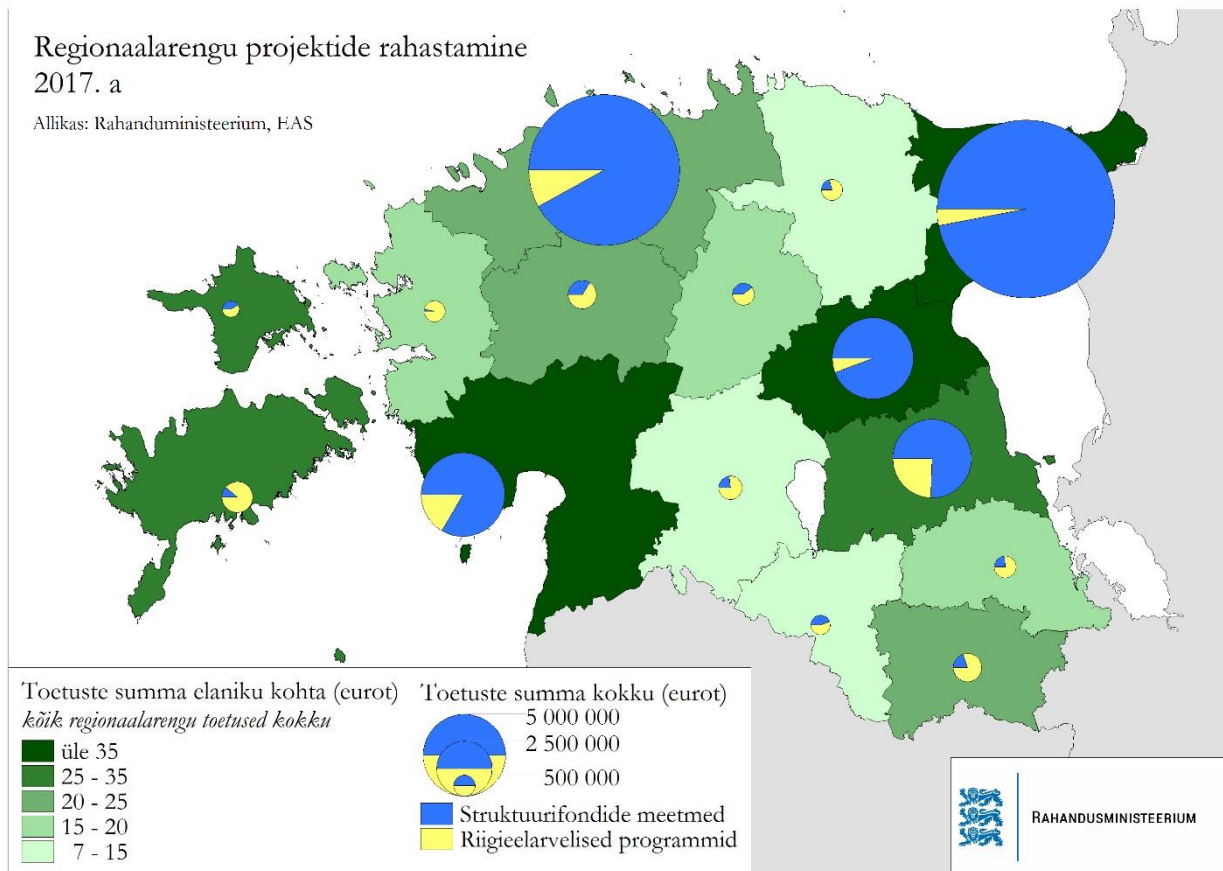 Regionaalarengu projektide rahastamine
2017. a
Allikas: Rahanduministeerium, EAS
Toetuste summa elaniku kohta (eurot)
kõik regionaalarengu toetused kokku
üle 35
25 - 35
20 - 25
15 - 20
7 - 15
Toetuste summa kokku (eurot)
5 000 000
2 500 000
500 000
Struktuurifondide meetmed
Riigieelarvelised programmid
RAHANDUSMINISTEERIUM